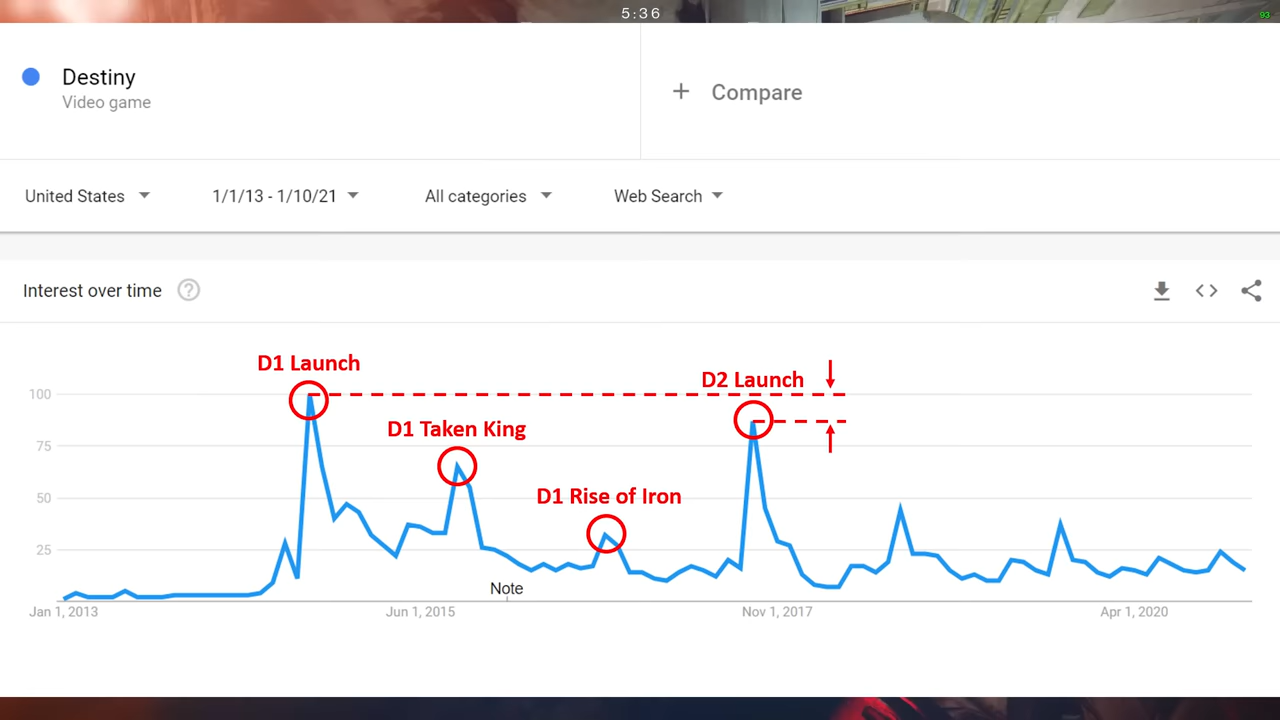 5:36
93
Destiny
Video game
+ Compare
United States
1/1/13 - 1/10/21
All categories
Web Search
Interest over time ?
D1 Launch
D2 Launch
D1 Taken King
D1 Rise of Iron
100
75
50
25
Note
Jan 1, 2013
Jun 1, 2015
Nov 1, 2017
Apr 1, 2020